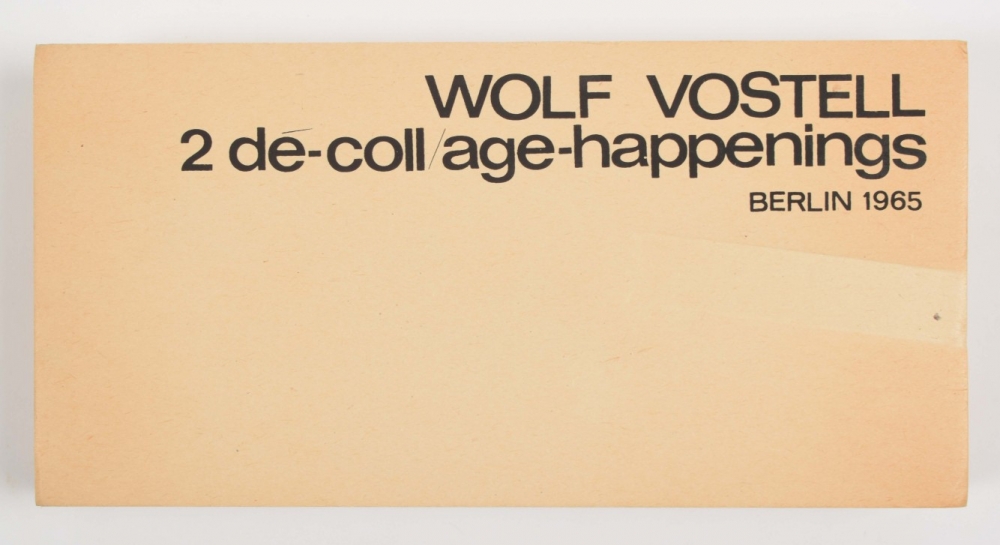 WOLF VOSTELL
2 dé-coll/age-happenings
BERLIN 1965